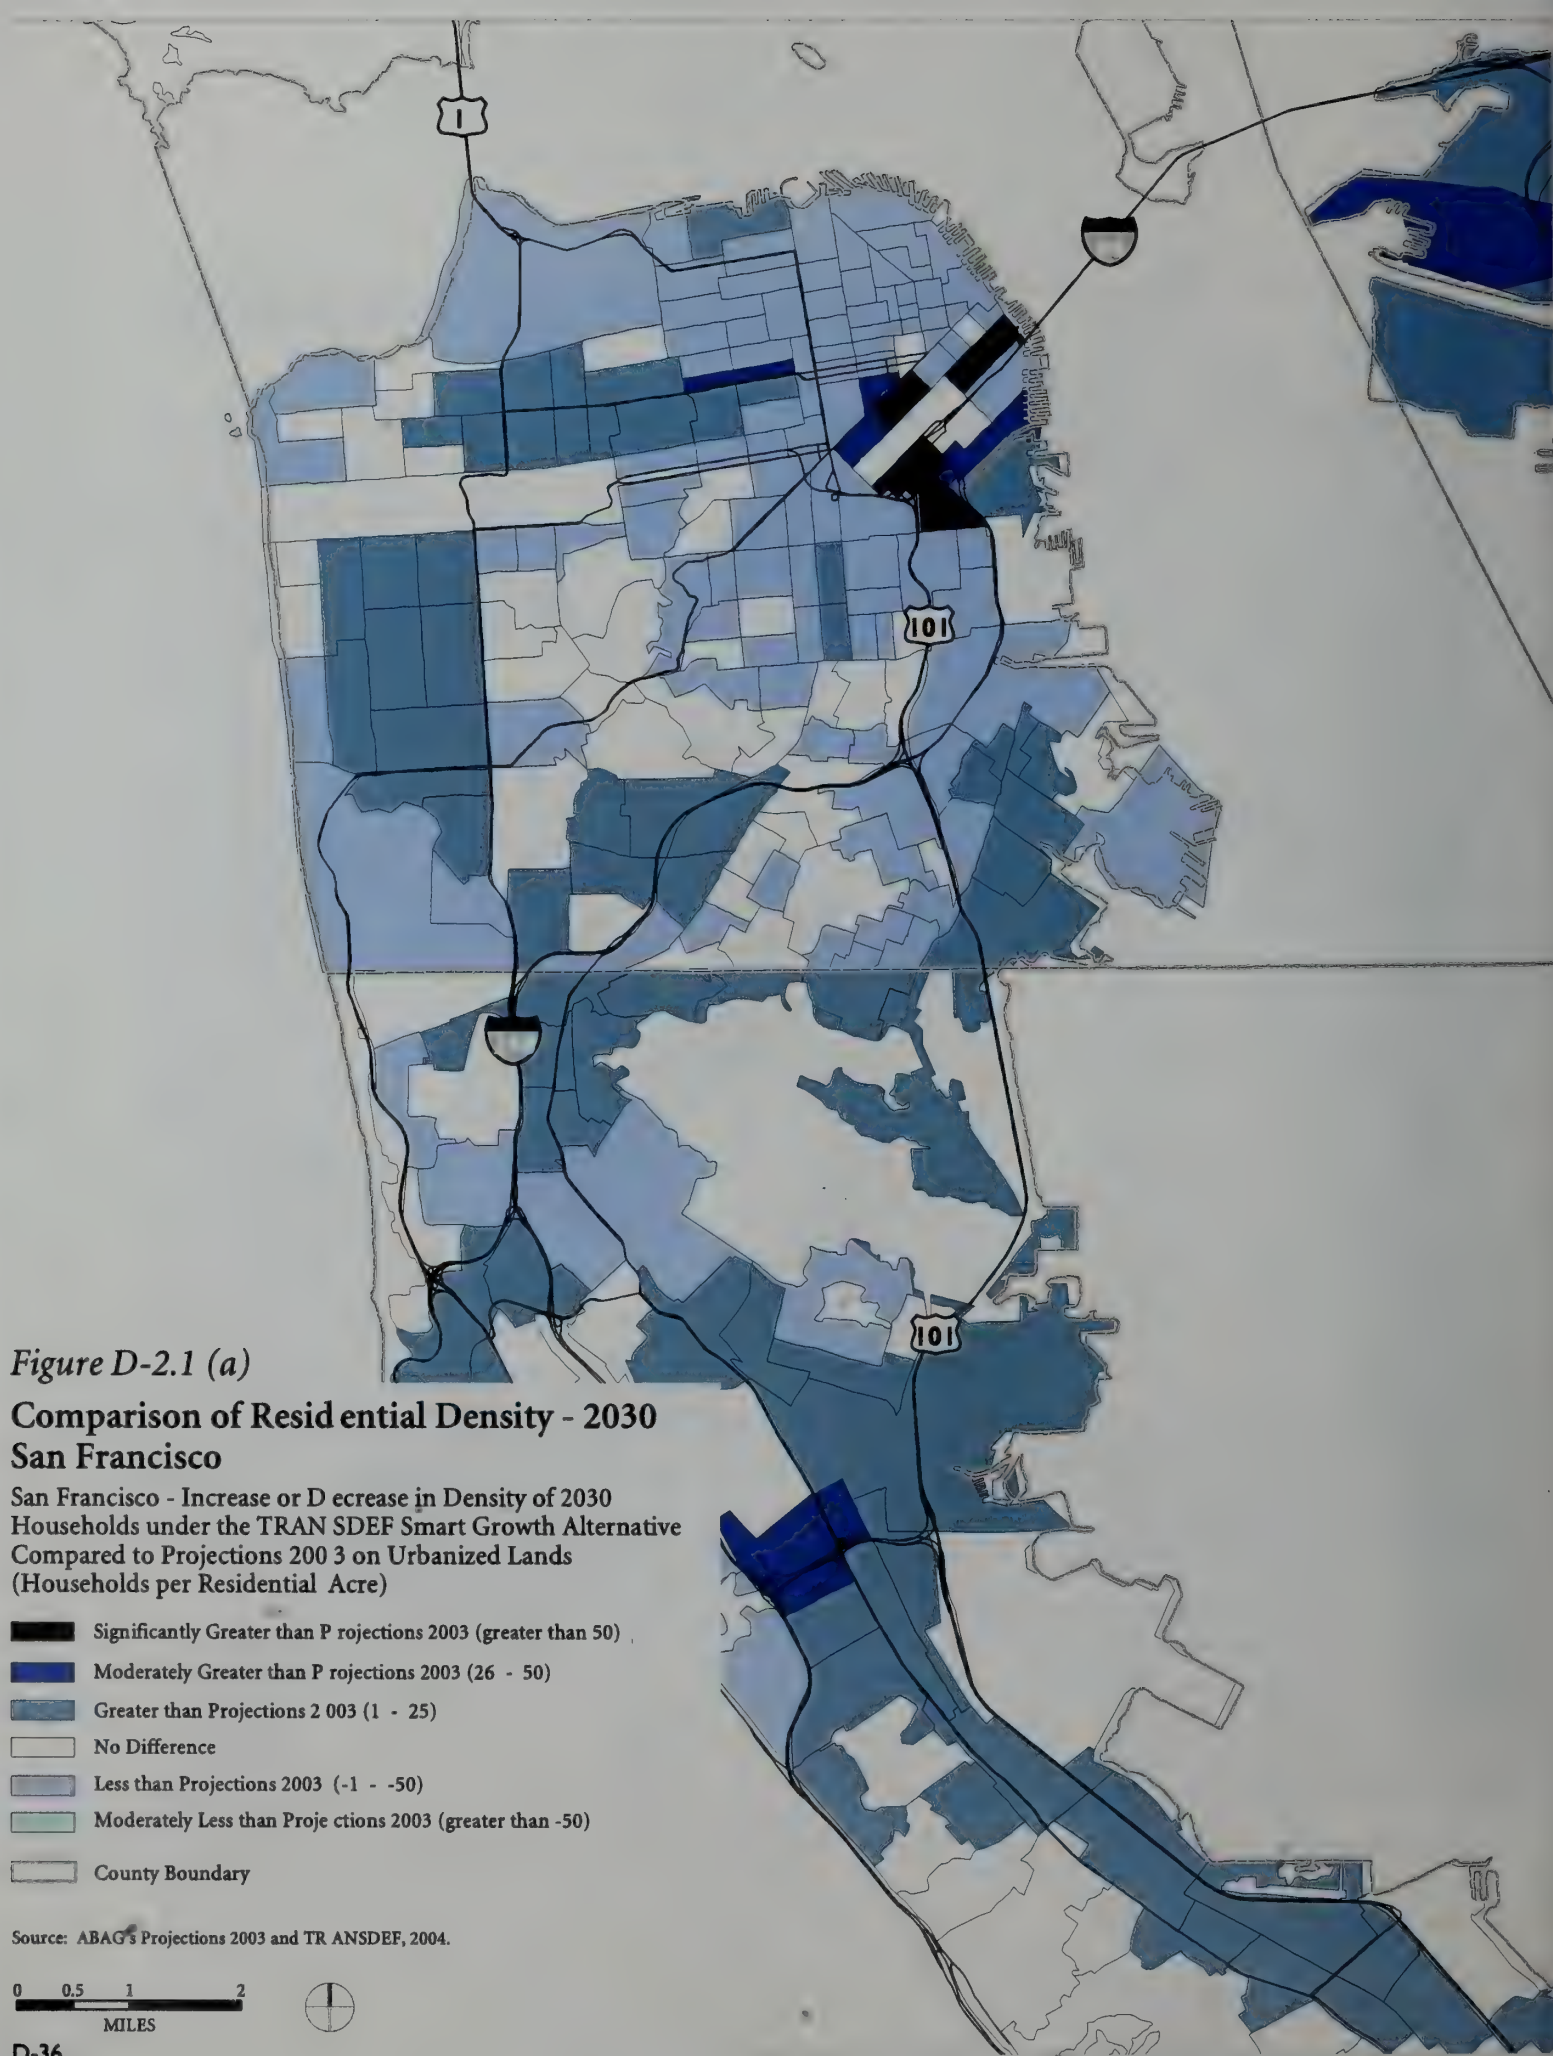 1
101
101
Figure D-2.1 (a)
Comparison of Resid ential Density - 2030
San Francisco
San Francisco - Increase or D ecrease in Density of 2030
Households under the TRAN SDEF Smart Growth Alternative
Compared to Projections 200 3 on Urbanized Lands
(Households per Residential Acre)
Significantly Greater than P rojections 2003 (greater than 50)
Moderately Greater than P rojections 2003 (26 - 50)
Greater than Projections 2 003 (1 - 25)
No Difference
Less than Projections 2003 (-1 - -50)
Moderately Less than Proje ctions 2003 (greater than -50)
County Boundary
Source: ABAG's Projections 2003 and TR ANSDEF, 2004.
0 0.5 1 2
MILES
D-36